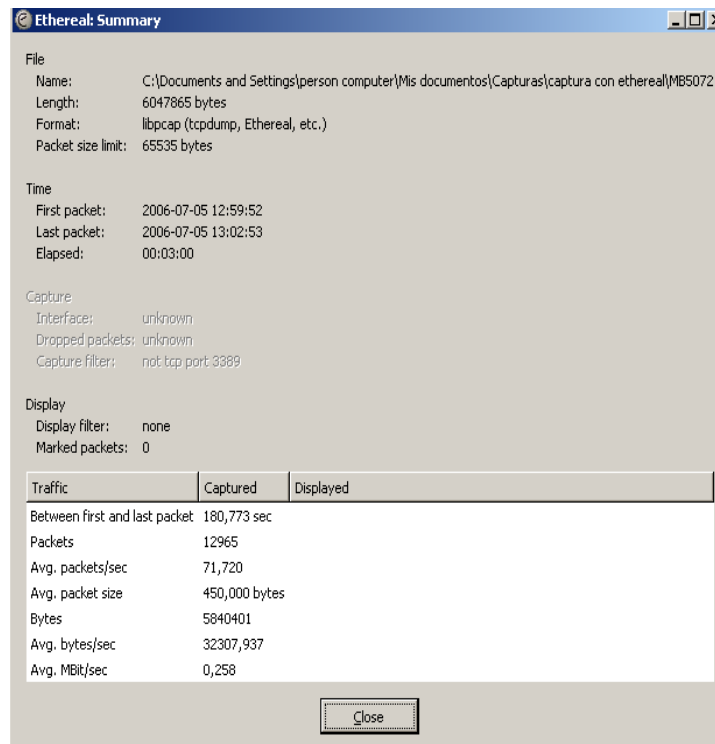 Ethereal: Summary
File
Name: C:\Documents and Settings\person computer\Mis documentos\Capturas\captura con ethereal\MB5072
Length: 6047865 bytes
Format: libpcap (tcpdump, Ethereal, etc.)
Packet size limit: 65535 bytes
Time
First packet: 2006-07-05 12:59:52
Last packet: 2006-07-05 13:02:53
Elapsed: 00:03:00
Capture
Interface: unknown
Dropped packets: unknown
Capture filter: not tcp port 3389
Display
Display filter: none
Marked packets: 0
Traffic Captured Displayed
Between first and last packet 180,773 sec
Packets 12965
Avg. packets/sec 71,720
Avg. packet size 450,000 bytes
Bytes 5840401
Avg. bytes/sec 32307,937
Avg. MBit/sec 0,258
Close